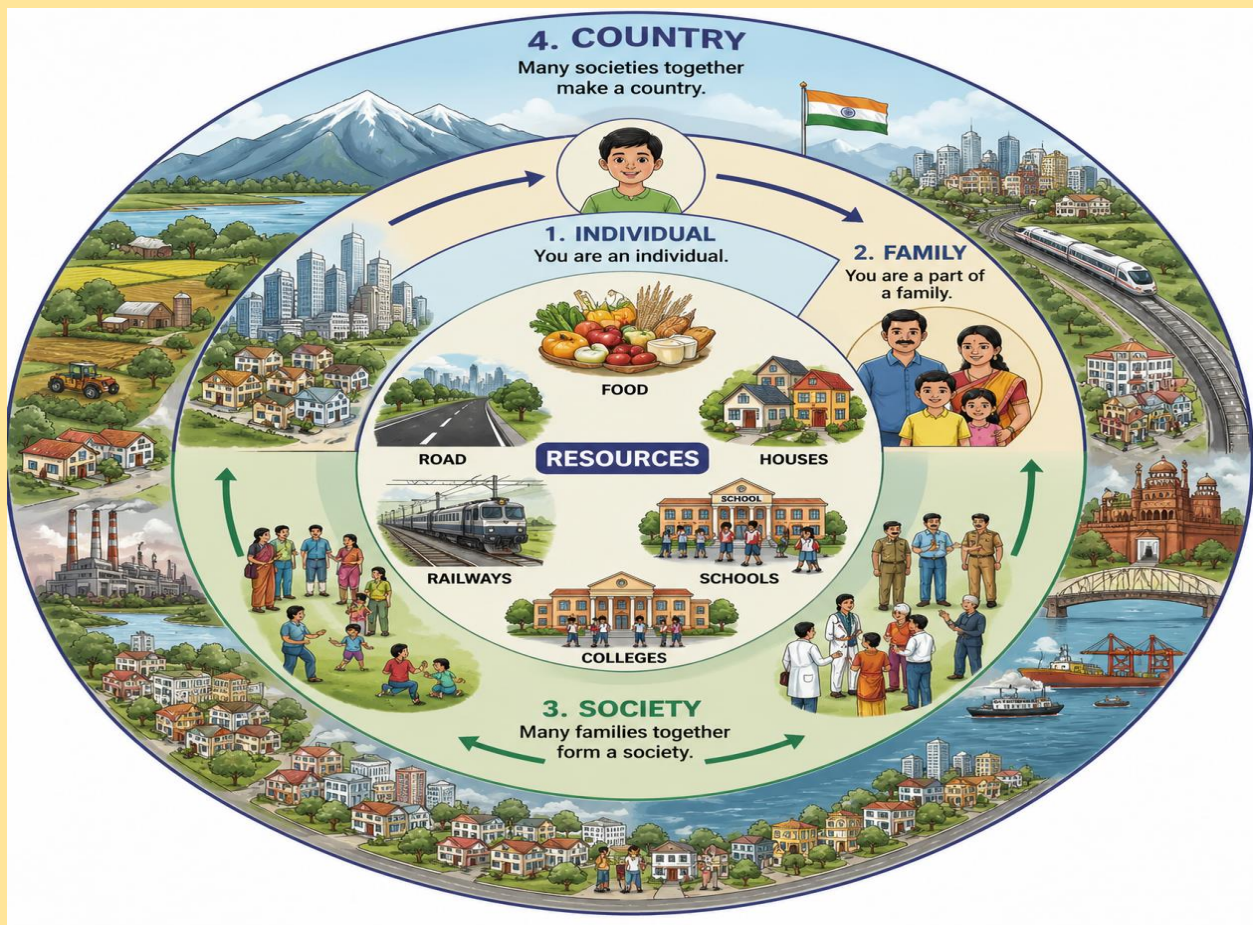 4. COUNTRY
Many societies together
make a country.
1. INDIVIDUAL
You are an individual.
2. FAMILY
You are a part of
a family.
FOOD
ROAD
RESOURCES
HOUSES
SCHOOL
RAILWAYS
SCHOOLS
COLLEGES
3. SOCIETY
Many families together
form a society.